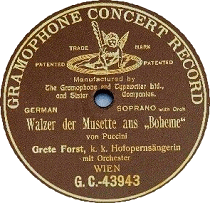 GRAMOPHONE CONCERT RECORD
TRADE MARK
PATENTED PATENTED
Manufactured by
The Gramophone and Typewriter Ltd.,
and Sister Companies.
GERMAN SOPRANO with Orch
Walzer der Musette aus „Boheme"
von Puccini
Grete Forst, k. k. Hofopernsängerin
mit Orchester
WIEN
G.C.-43943